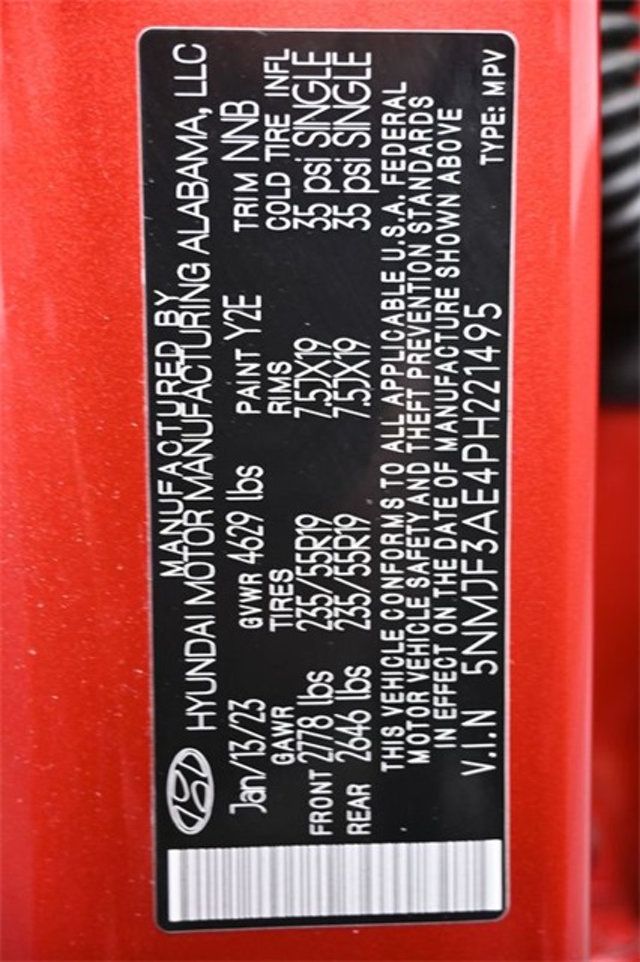 MANUFACTURED BY
HYUNDAI MOTOR MANUFACTURING ALABAMA, LLC
Jan/13/23 GVWR 4629 lbs PAINT Y2E TRIM NNB
GAWR TIRES RIMS COLD TIRE INFL
FRONT 2778 lbs 235/55R19 7.5JX19 35 psi SINGLE
REAR 2646 lbs 235/55R19 7.5JX19 35 psi SINGLE
THIS VEHICLE CONFORMS TO ALL APPLICABLE U.S.A. FEDERAL
MOTOR VEHICLE SAFETY AND THEFT PREVENTION STANDARDS
IN EFFECT ON THE DATE OF MANUFACTURE SHOWN ABOVE
V.I.N 5NMJF3AE4PH221495 TYPE: MPV